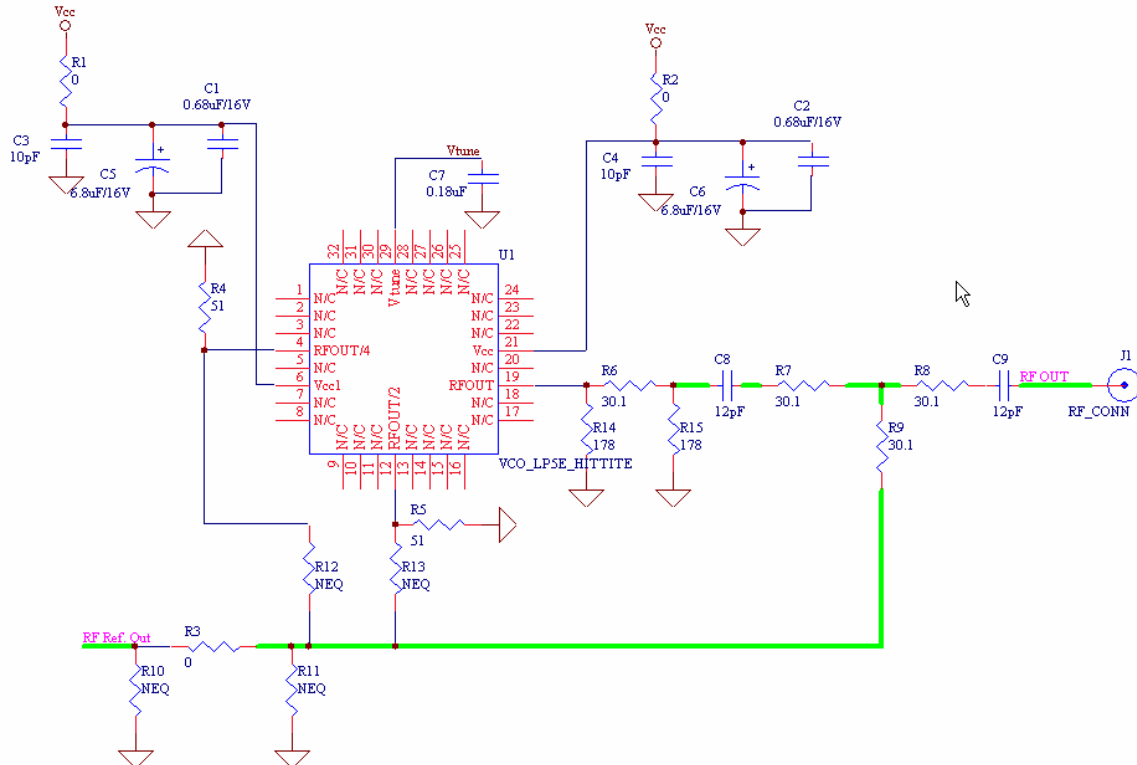 Vcc
R1
0
C1
0.68uF/16V
C3
10pF
C5
6.8uF/16V
+
Vcc
R2
0
C2
0.68uF/16V
C4
10pF
C6
6.8uF/16V
+
Vtune
C7
0.18uF
R4
51
U1
32 31 30 29 28 27 26 25
N/C N/C N/C N/C Vtune N/C N/C N/C
1 N/C
2 N/C
3 N/C
4 RFOUT/4
5 N/C
6 Vcc1
7 N/C
8 N/C
N/C 24
N/C 23
N/C 22
Vcc 21
N/C 20
RFOUT 19
N/C 18
N/C 17
N/C N/C N/C RFOUT/2 N/C N/C N/C
9 10 11 12 13 14 15 16
VCO_LP5E_HITTITE
R6
30.1
C8
12pF
R7
30.1
R8
30.1
C9
12pF
RF OUT
J1
RF_CONN
R14
178
R15
178
R9
30.1
R5
51
R12
NEQ
R13
NEQ
RF Ref. Out
R3
0
R10
NEQ
R11
NEQ